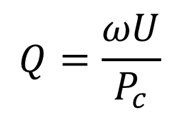 Q = ωU / P_c